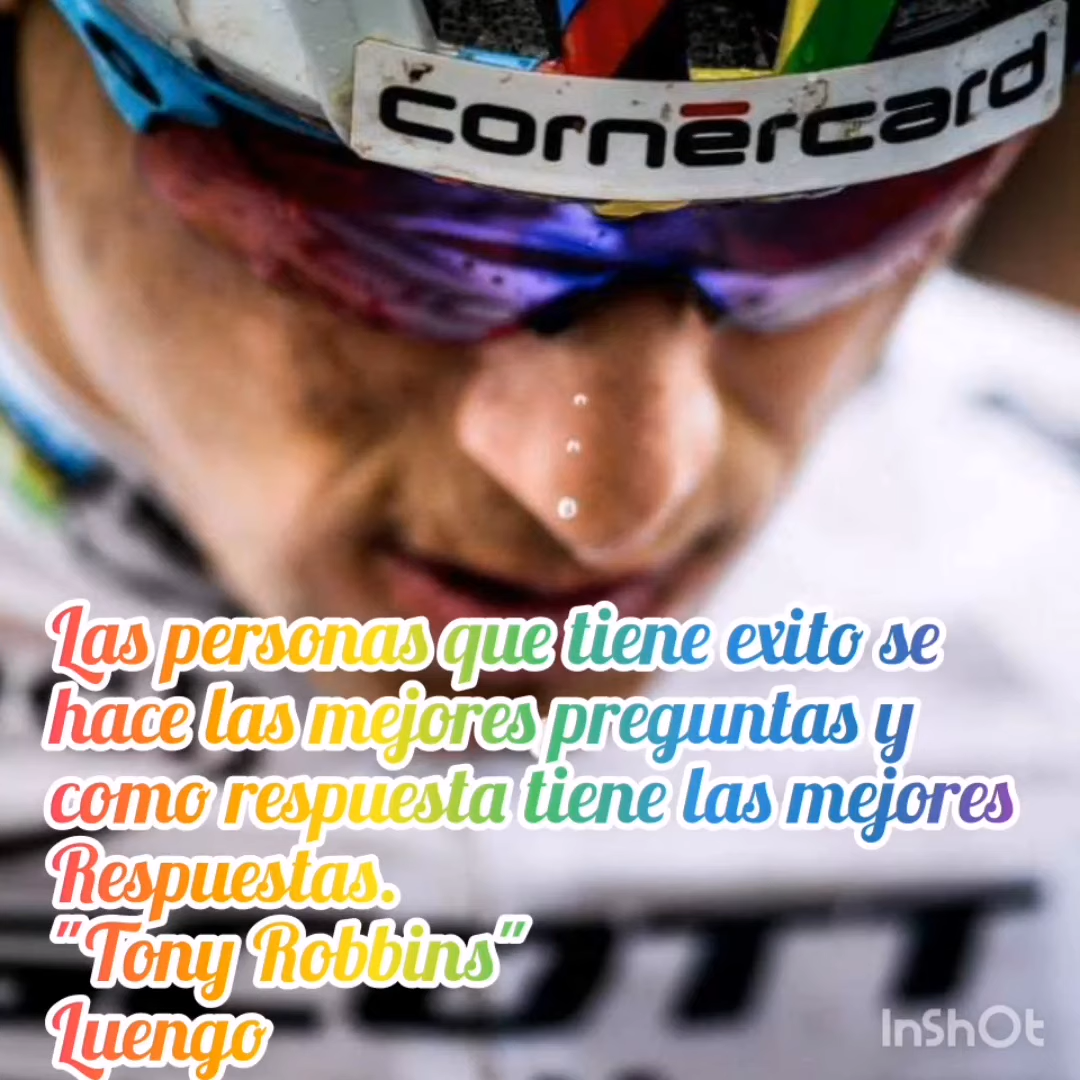 cornèrcard
Las personas que tiene exito se
hace las mejores preguntas y
como respuesta tiene las mejores
Respuestas.
"Tony Robbins"
Luengo
InShOt